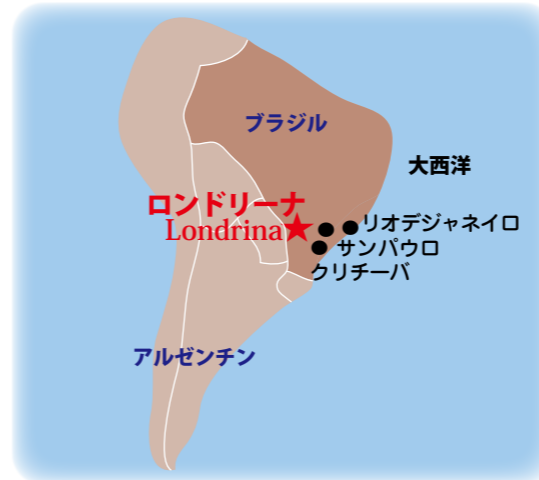 ブラジル
大西洋
ロンドリーナ
Londrina
リオデジャネイロ
サンパウロ
クリチーバ
アルゼンチン